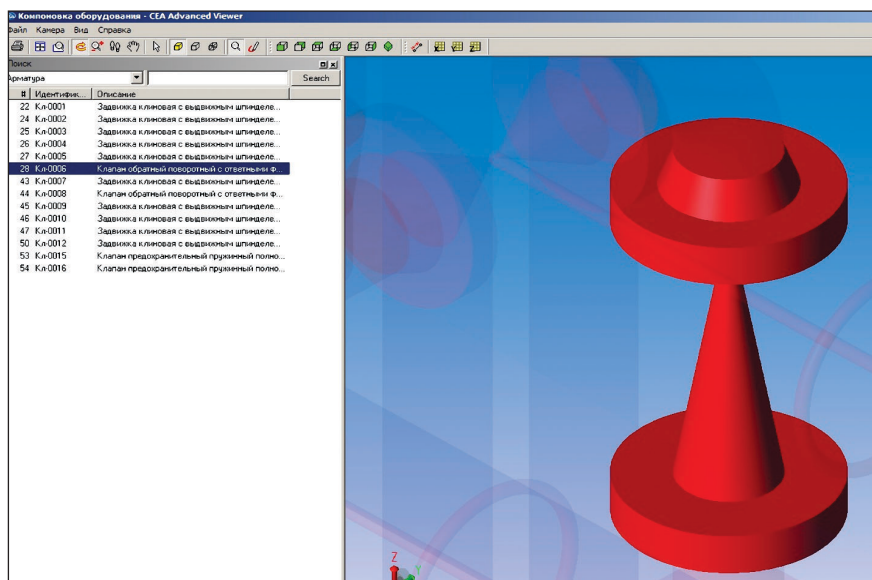 Компоновка оборудования - CEA Advanced Viewer
Файл Камера Вид Справка
Поиск
Арматура Search
# Идентифик... Описание
22 Кл-0001 Задвижка клиновая с выдвижным шпинделе...
24 Кл-0002 Задвижка клиновая с выдвижным шпинделе...
25 Кл-0003 Задвижка клиновая с выдвижным шпинделе...
26 Кл-0004 Задвижка клиновая с выдвижным шпинделе...
27 Кл-0005 Задвижка клиновая с выдвижным шпинделе...
28 Кл-0006 Клапан обратный поворотный с ответными ф...
43 Кл-0007 Задвижка клиновая с выдвижным шпинделе...
44 Кл-0008 Клапан обратный поворотный с ответными ф...
45 Кл-0009 Задвижка клиновая с выдвижным шпинделе...
46 Кл-0010 Задвижка клиновая с выдвижным шпинделе...
47 Кл-0011 Задвижка клиновая с выдвижным шпинделе...
50 Кл-0012 Задвижка клиновая с выдвижным шпинделе...
53 Кл-0015 Клапан предохранительный пружинный полно...
54 Кл-0016 Клапан предохранительный пружинный полно...
X Y Z
Z
Y